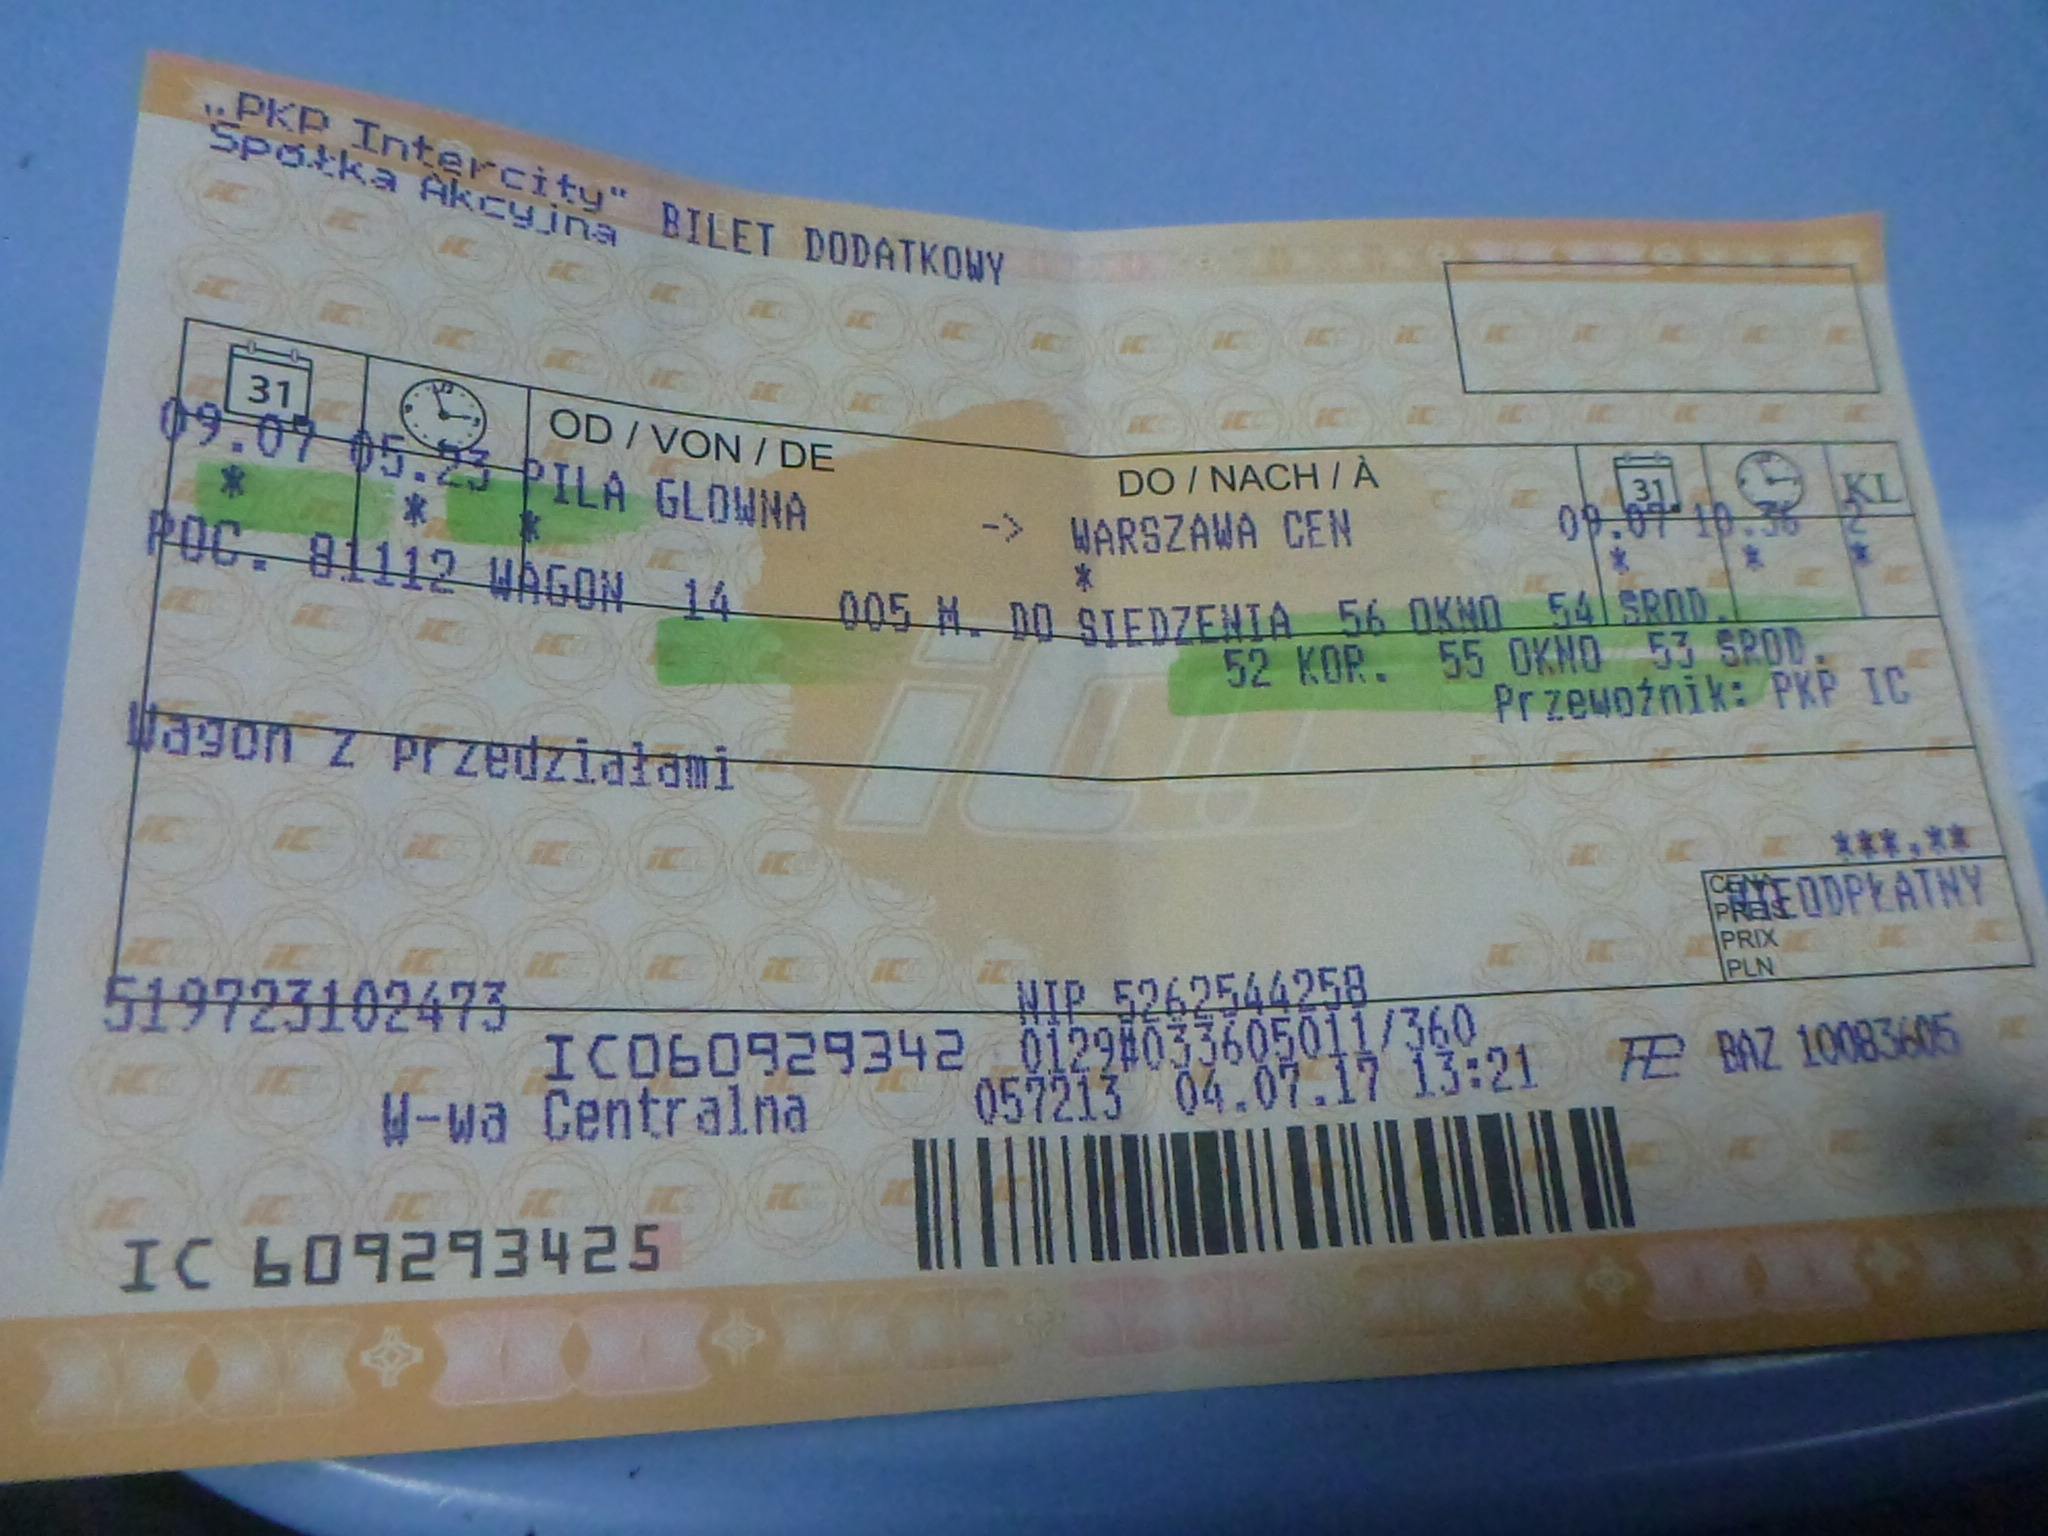 „PKP Intercity"
Spółka Akcyjna BILET DODATKOWY
31 OD / VON / DE DO / NACH / À 31 KL
09.07 05.23 PILA GLOWNA -> WARSZAWA CEN 09.07 10.36 2
* * * * * * *
POC. 81112 WAGON 14 005 M. DO SIEDZENIA 56 OKNO 54 ŚROD.
52 KOR. 55 OKNO 53 ŚROD.
Przewoźnik: PKP IC
Wagon z przedziałami
***,**
CENA NIEODPŁATNY
PREIS
PRIX
PLN
519723102473 NIP 5262544258
IC060929342 0129#033605011/360
W-wa Centralna 057213 04.07.17 13:21 BAZ 10083605
IC 609293425